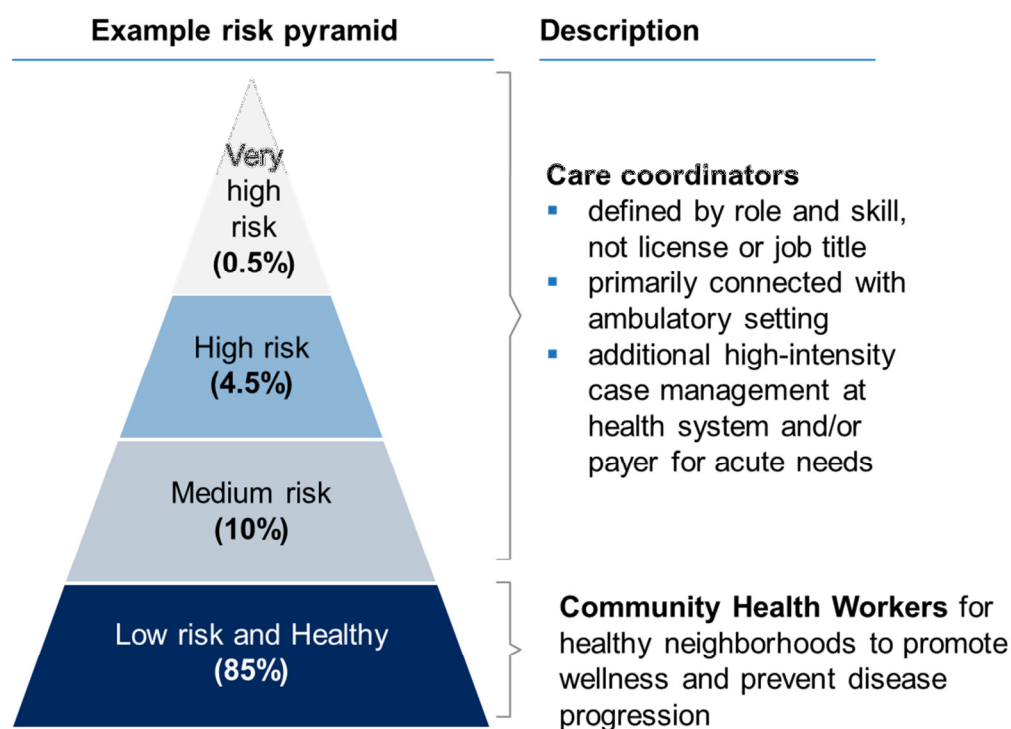 Example risk pyramid
Very
high
risk
(0.5%)
High risk
(4.5%)
Medium risk
(10%)
Low risk and Healthy
(85%)
Description
Care coordinators
▪ defined by role and skill,
not license or job title
▪ primarily connected with
ambulatory setting
▪ additional high-intensity
case management at
health system and/or
payer for acute needs
Community Health Workers for
healthy neighborhoods to promote
wellness and prevent disease
progression